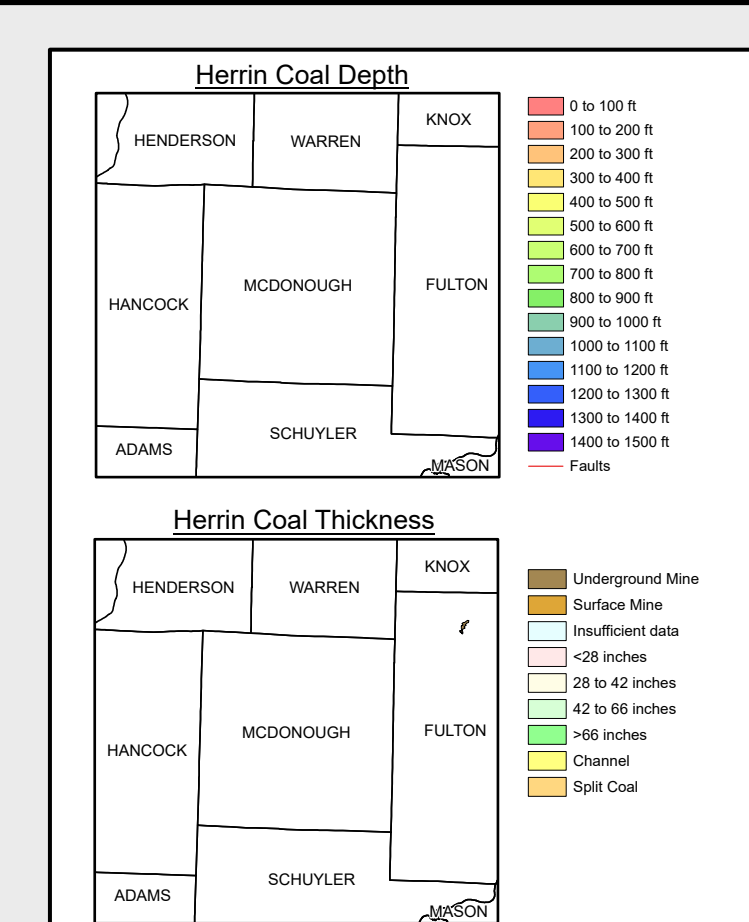 Herrin Coal Depth
HENDERSON
WARREN
KNOX
HANCOCK
MCDONOUGH
FULTON
ADAMS
SCHUYLER
MASON
0 to 100 ft
100 to 200 ft
200 to 300 ft
300 to 400 ft
400 to 500 ft
500 to 600 ft
600 to 700 ft
700 to 800 ft
800 to 900 ft
900 to 1000 ft
1000 to 1100 ft
1100 to 1200 ft
1200 to 1300 ft
1300 to 1400 ft
1400 to 1500 ft
Faults
Herrin Coal Thickness
HENDERSON
WARREN
KNOX
HANCOCK
MCDONOUGH
FULTON
ADAMS
SCHUYLER
MASON
Underground Mine
Surface Mine
Insufficient data
<28 inches
28 to 42 inches
42 to 66 inches
>66 inches
Channel
Split Coal